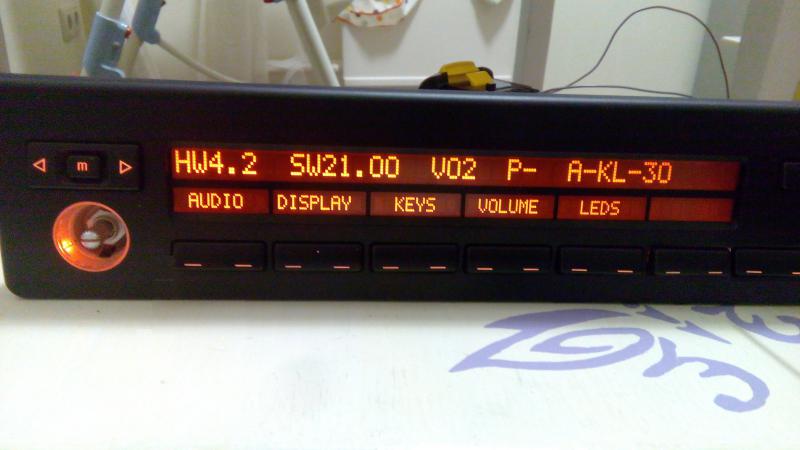 m
HW4.2 SW21.00 V02 P- A-KL-30
AUDIO DISPLAY KEYS VOLUME LEDS